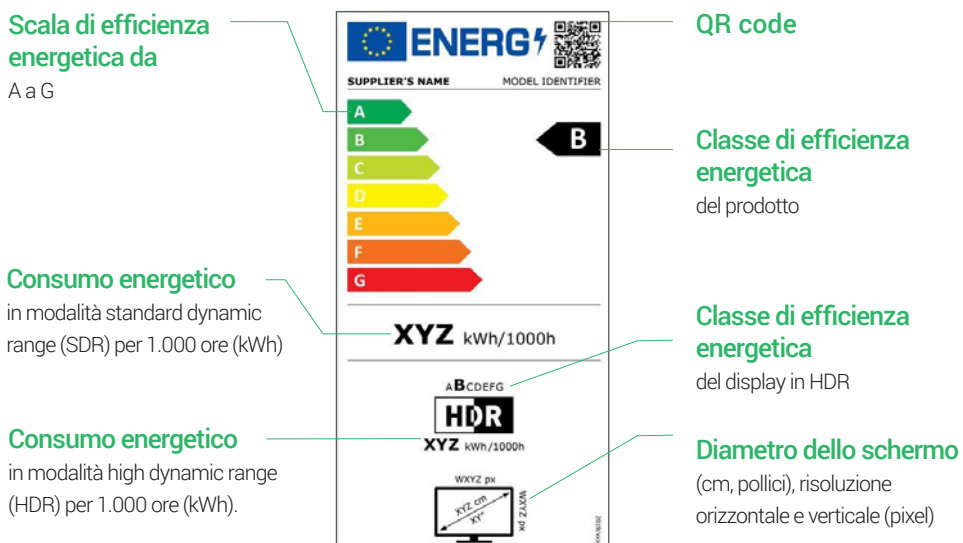 Scala di efficienza
energetica da
A a G
Consumo energetico
in modalità standard dynamic
range (SDR) per 1.000 ore (kWh)
Consumo energetico
in modalità high dynamic range
(HDR) per 1.000 ore (kWh).
ENERG
SUPPLIER'S NAME MODEL IDENTIFIER
A
B
B
C
D
E
F
G
XYZ kWh/1000h
ABCDEFG
HDR
XYZ kWh/1000h
WXYZ px
XYZ cm
XY"
WXYZ px
QR code
Classe di efficienza
energetica
del prodotto
Classe di efficienza
energetica
del display in HDR
Diametro dello schermo
(cm, pollici), risoluzione
orizzontale e verticale (pixel)